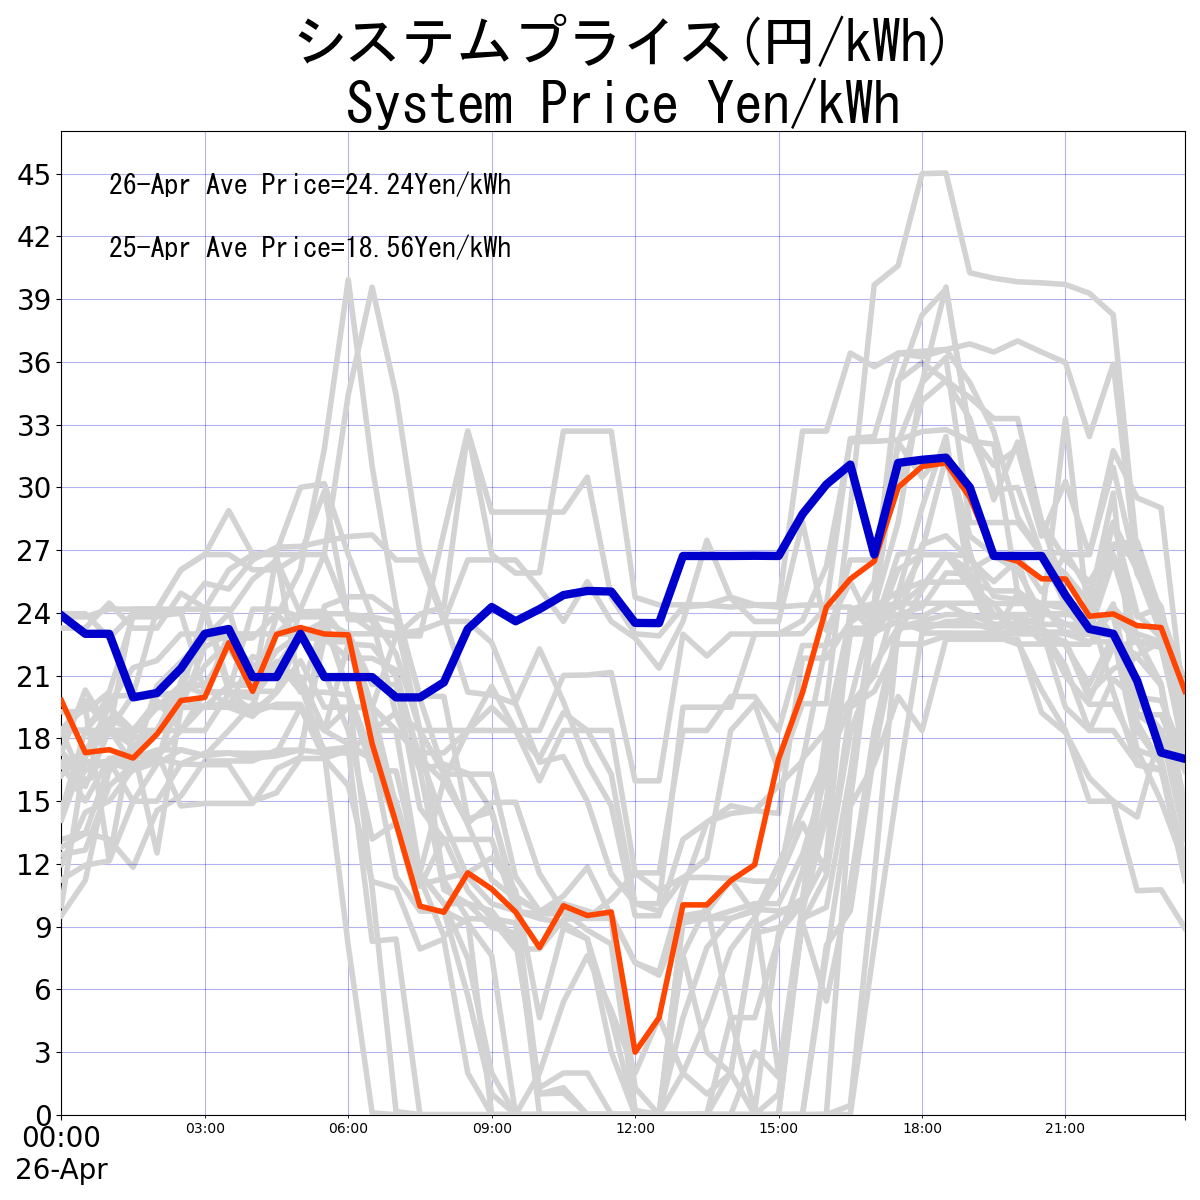 システムプライス(円/kWh)
System Price Yen/kWh
26-Apr Ave Price=24.24Yen/kWh
25-Apr Ave Price=18.56Yen/kWh
45
42
39
36
33
30
27
24
21
18
15
12
9
6
3
0
00:00 03:00 06:00 09:00 12:00 15:00 18:00 21:00
26-Apr